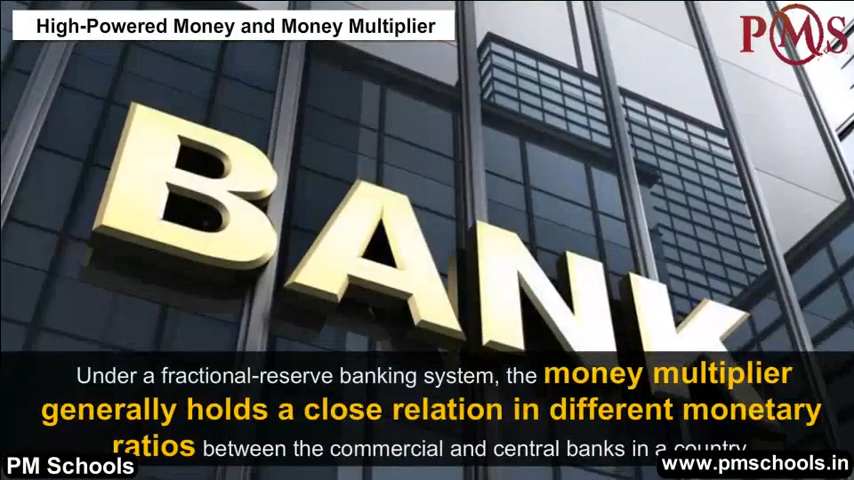 High-Powered Money and Money Multiplier
PMS
BANK
Under a fractional-reserve banking system, the money multiplier
generally holds a close relation in different monetary
ratios between the commercial and central banks in a country
PM Schools
www.pmschools.in